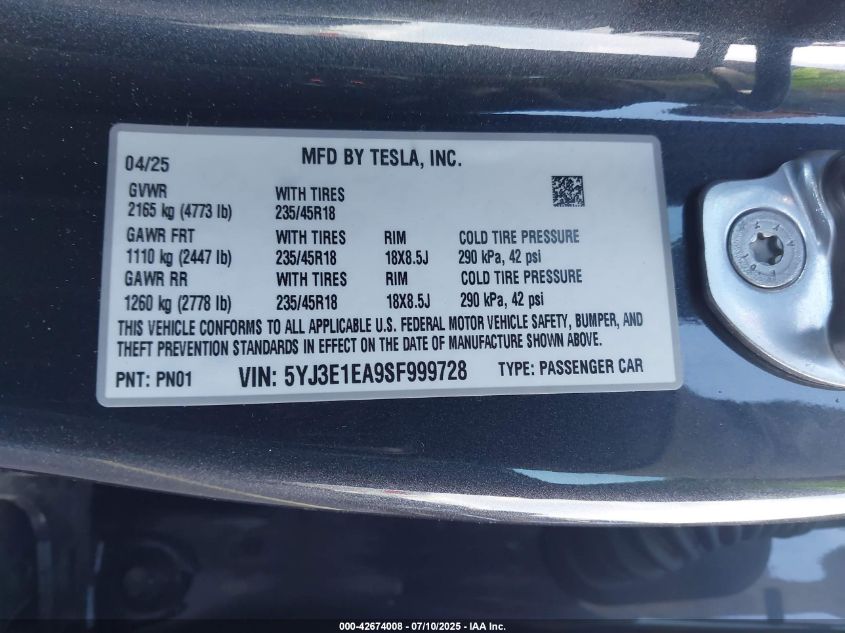 04/25 MFD BY TESLA, INC.
GVWR WITH TIRES
2165 kg (4773 lb) 235/45R18
GAWR FRT WITH TIRES RIM COLD TIRE PRESSURE
1110 kg (2447 lb) 235/45R18 18X8.5J 290 kPa, 42 psi
GAWR RR WITH TIRES RIM COLD TIRE PRESSURE
1260 kg (2778 lb) 235/45R18 18X8.5J 290 kPa, 42 psi
THIS VEHICLE CONFORMS TO ALL APPLICABLE U.S. FEDERAL MOTOR VEHICLE SAFETY, BUMPER, AND
THEFT PREVENTION STANDARDS IN EFFECT ON THE DATE OF MANUFACTURE SHOWN ABOVE.
PNT: PN01 VIN: 5YJ3E1EA9SF999728 TYPE: PASSENGER CAR
000-42674008 - 07/10/2025 - IAA Inc.